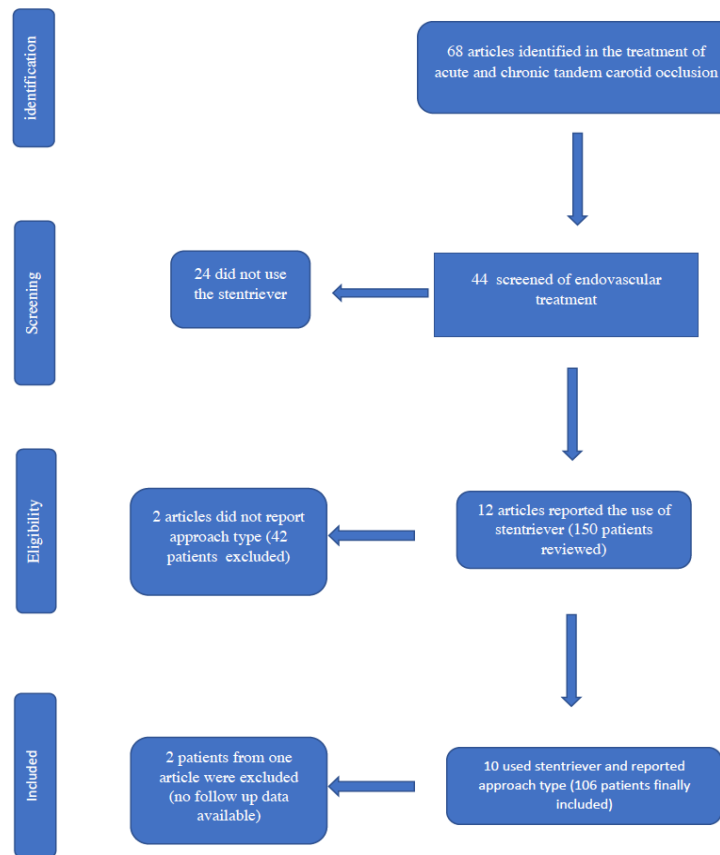 identification
68 articles identified in the treatment of
acute and chronic tandem carotid occlusion
Screening
24 did not use
the stentriever
44 screened of endovascular
treatment
Eligibility
2 articles did not report
approach type (42
patients excluded)
12 articles reported the use of
stentriever (150 patients
reviewed)
Included
2 patients from one
article were excluded
(no follow up data
available)
10 used stentriever and reported
approach type (106 patients finally
included)